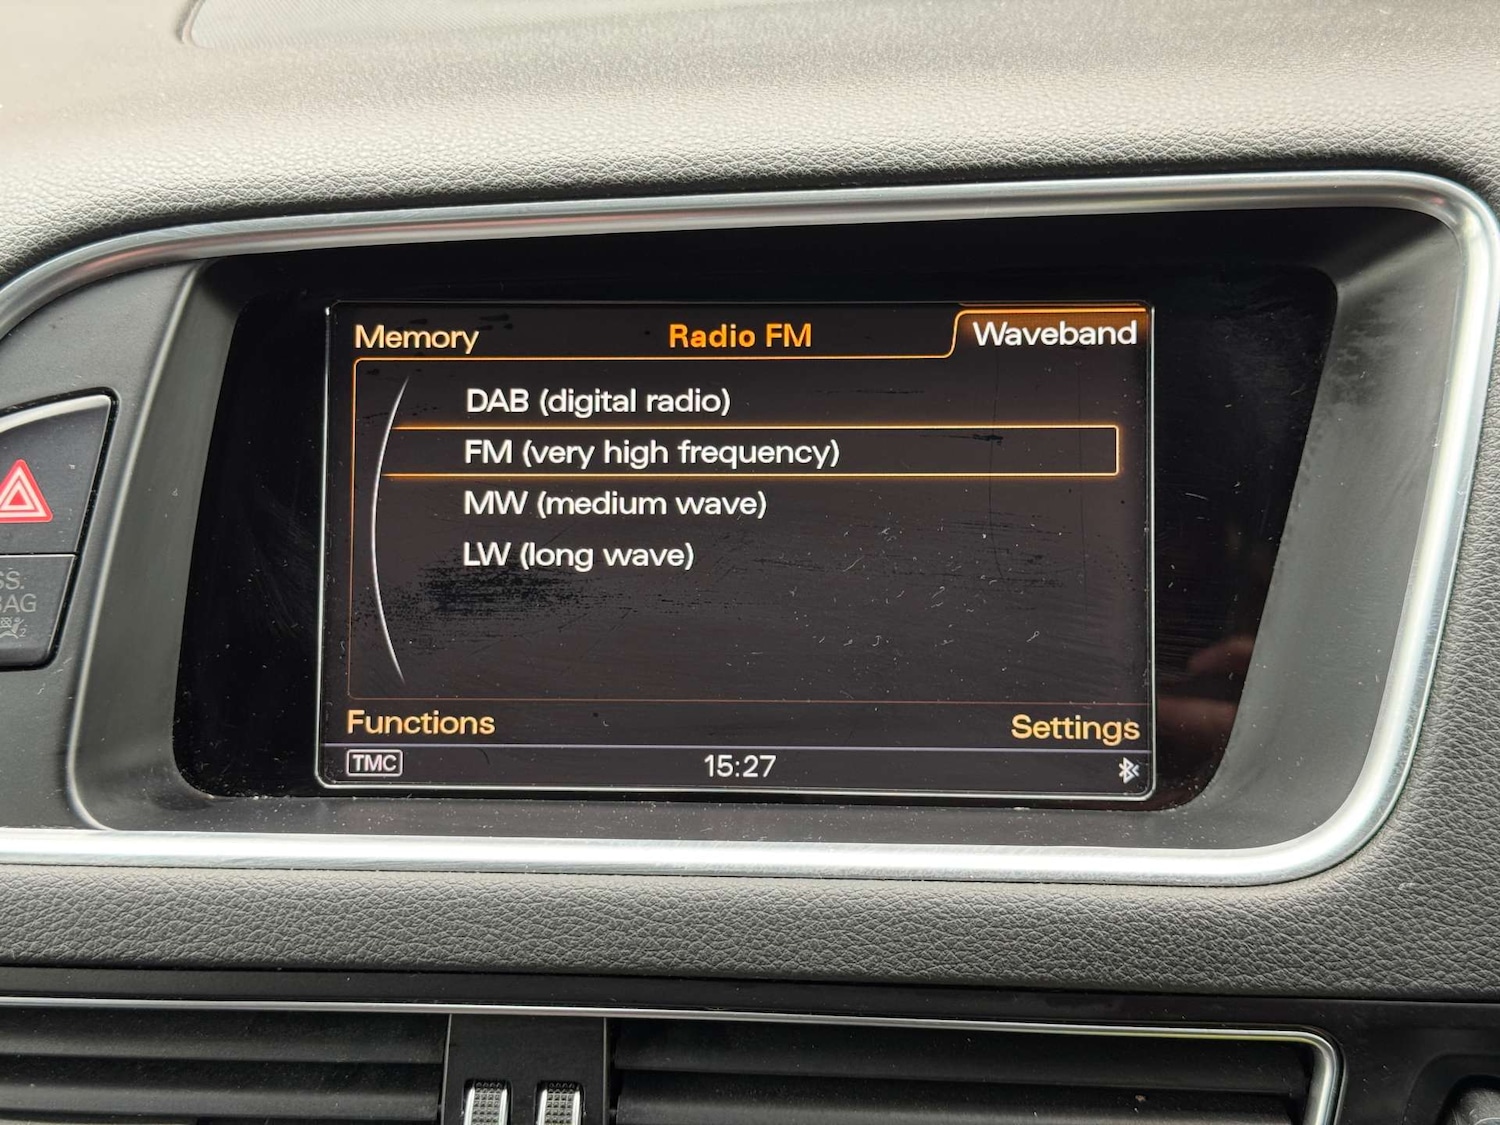 Memory
Radio FM
Waveband
DAB (digital radio)
FM (very high frequency)
MW (medium wave)
LW (long wave)
Functions
Settings
TMC
15:27